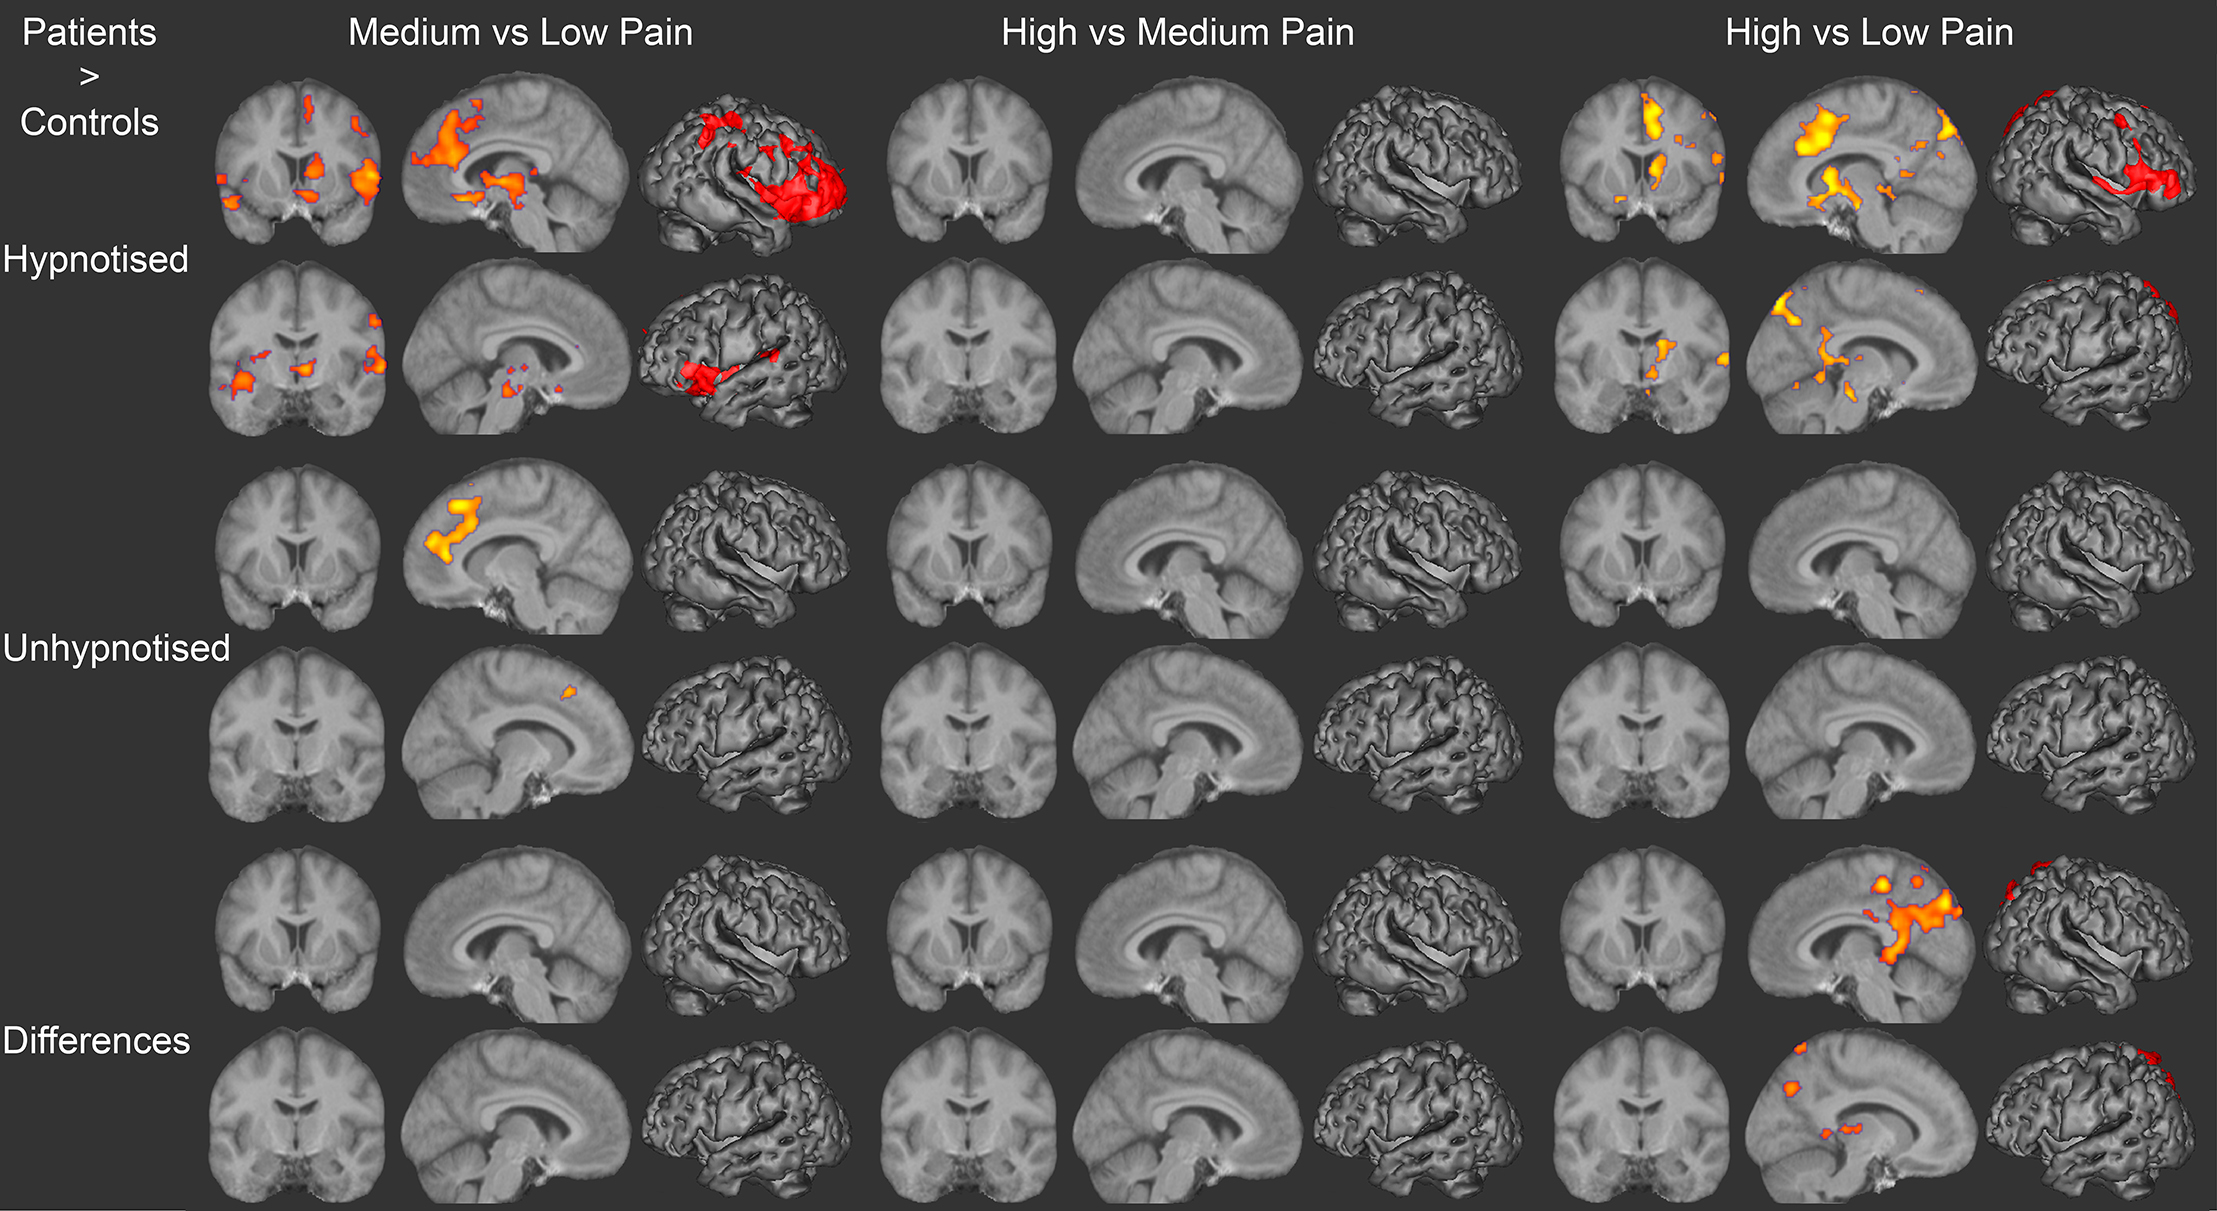 Patients
>
Controls
Medium vs Low Pain
High vs Medium Pain
High vs Low Pain
Hypnotised
Unhypnotised
Differences